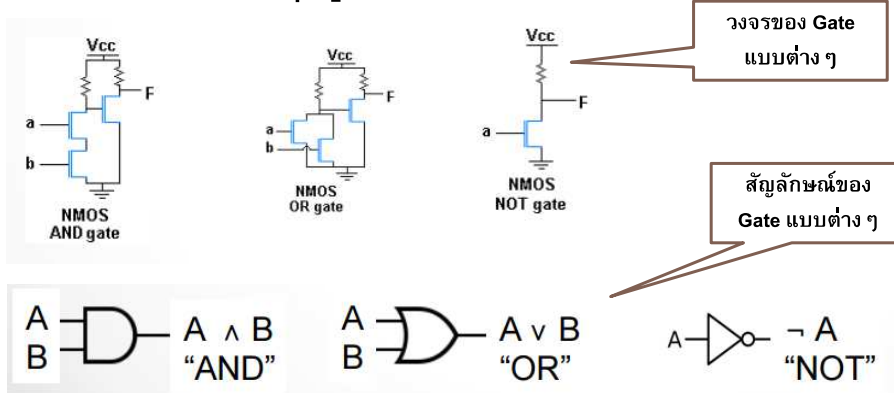 วงจรของ Gate
แบบต่าง ๆ
Vcc
F
a
b
NMOS
AND gate
Vcc
F
a
b
NMOS
OR gate
Vcc
F
a
NMOS
NOT gate
สัญลักษณ์ของ
Gate แบบต่าง ๆ
A
B
A ∧ B
“AND”
A
B
A ∨ B
“OR”
A
¬ A
“NOT”